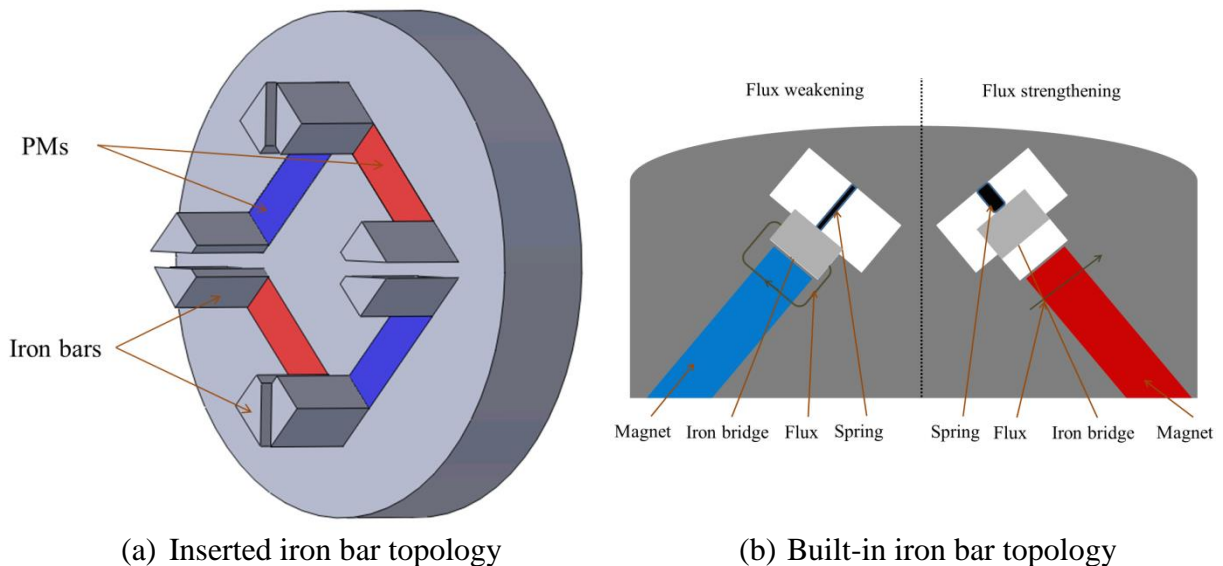 PMs
Iron bars
Flux weakening
Flux strengthening
Magnet
Iron bridge
Flux
Spring
Spring
Flux
Iron bridge
Magnet
(a) Inserted iron bar topology
(b) Built-in iron bar topology